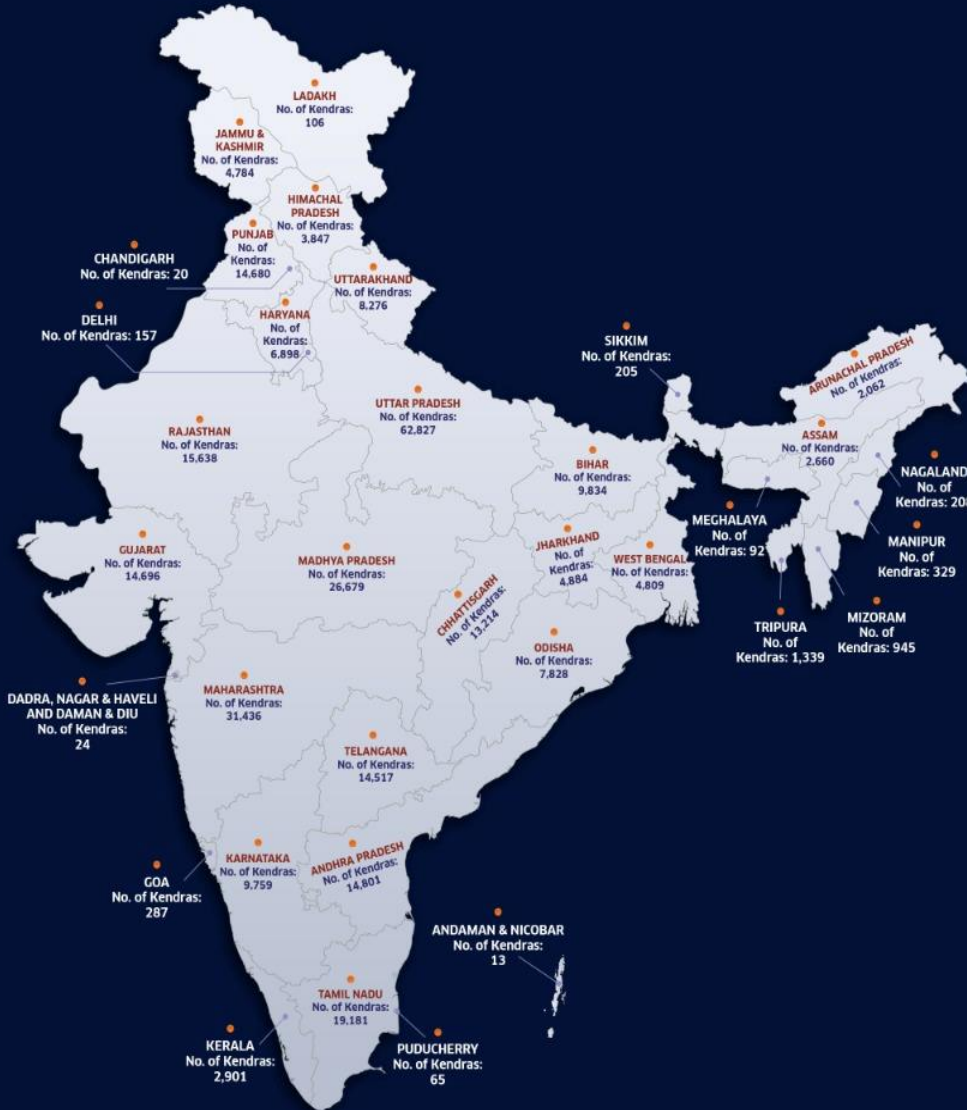 LADAKH
No. of Kendras:
106
JAMMU &
KASHMIR
No. of Kendras:
4,784
HIMACHAL
PRADESH
No. of Kendras:
3,847
PUNJAB
No. of
Kendras:
14,680
CHANDIGARH
No. of Kendras: 20
UTTARAKHAND
No. of Kendras:
8,276
DELHI
No. of Kendras: 157
HARYANA
No. of
Kendras:
6,898
SIKKIM
No. of Kendras:
205
ARUNACHAL PRADESH
No. of Kendras:
2,062
UTTAR PRADESH
No. of Kendras:
62,827
RAJASTHAN
No. of Kendras:
15,638
ASSAM
No. of Kendras:
2,660
BIHAR
No. of Kendras:
9,834
NAGALAND
No. of
Kendras: 208
MEGHALAYA
No. of
Kendras: 92
MANIPUR
No. of
Kendras: 329
GUJARAT
No. of Kendras:
14,696
MADHYA PRADESH
No. of Kendras:
26,679
CHHATTISGARH
No. of Kendras:
13,214
JHARKHAND
No. of
Kendras:
4,884
WEST BENGAL
No. of Kendras:
4,809
TRIPURA
No. of
Kendras: 1,339
MIZORAM
No. of
Kendras: 945
ODISHA
No. of Kendras:
7,828
DADRA, NAGAR & HAVELI
AND DAMAN & DIU
No. of Kendras:
24
MAHARASHTRA
No. of Kendras:
31,436
TELANGANA
No. of Kendras:
14,517
GOA
No. of Kendras:
287
KARNATAKA
No. of Kendras:
9,759
ANDHRA PRADESH
No. of Kendras:
14,801
ANDAMAN & NICOBAR
No. of Kendras:
13
TAMIL NADU
No. of Kendras:
19,181
KERALA
No. of Kendras:
2,901
PUDUCHERRY
No. of Kendras:
65